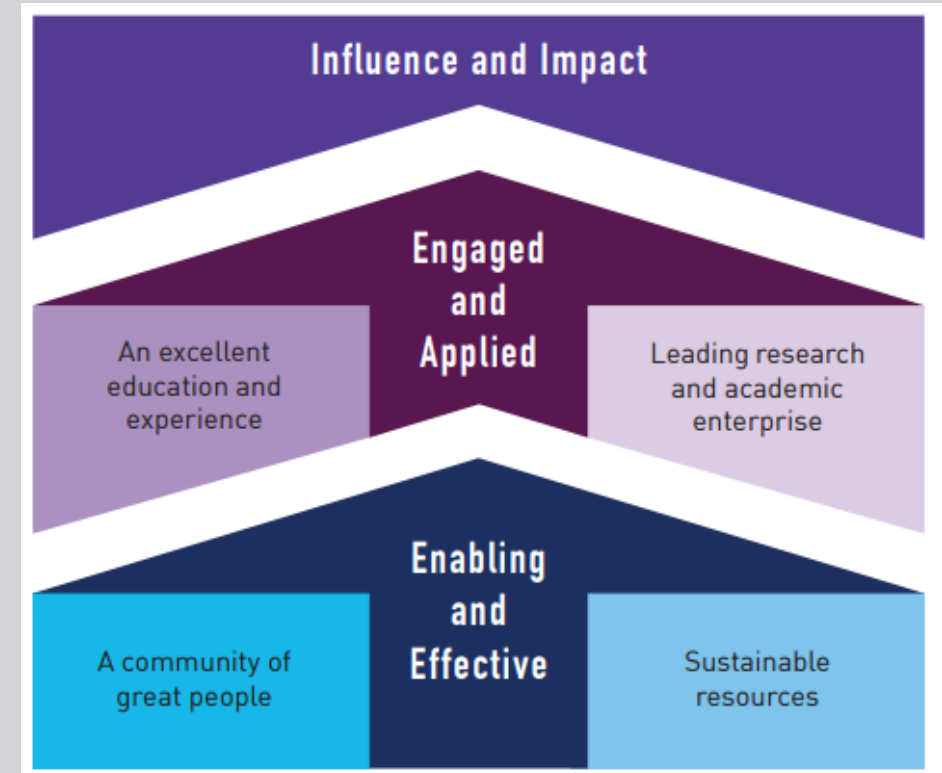 Influence and Impact
Engaged
and
Applied
An excellent
education and
experience
Leading research
and academic
enterprise
Enabling
and
Effective
A community of
great people
Sustainable
resources